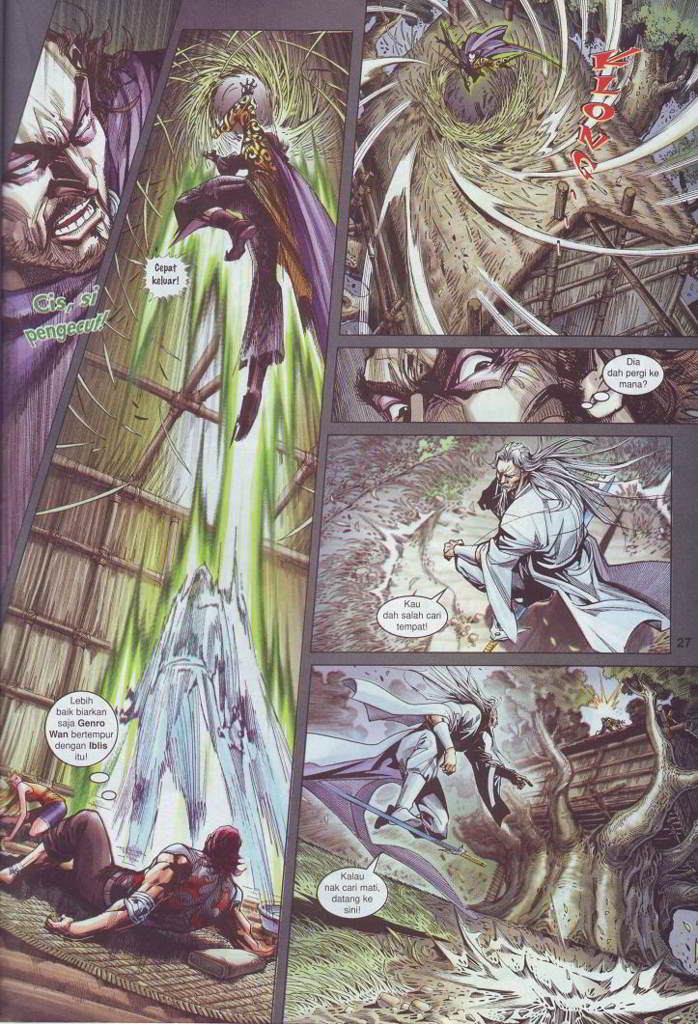 Cis, si
pengecut!
Cepat
keluar!
Lebih
baik biarkan
saja Genro
Wan bertempur
dengan Iblis
itu!
KLONG
Dia
dah pergi ke
mana?
Kau
dah salah cari
tempat!
27
Kalau
nak cari mati,
datang ke
sini!